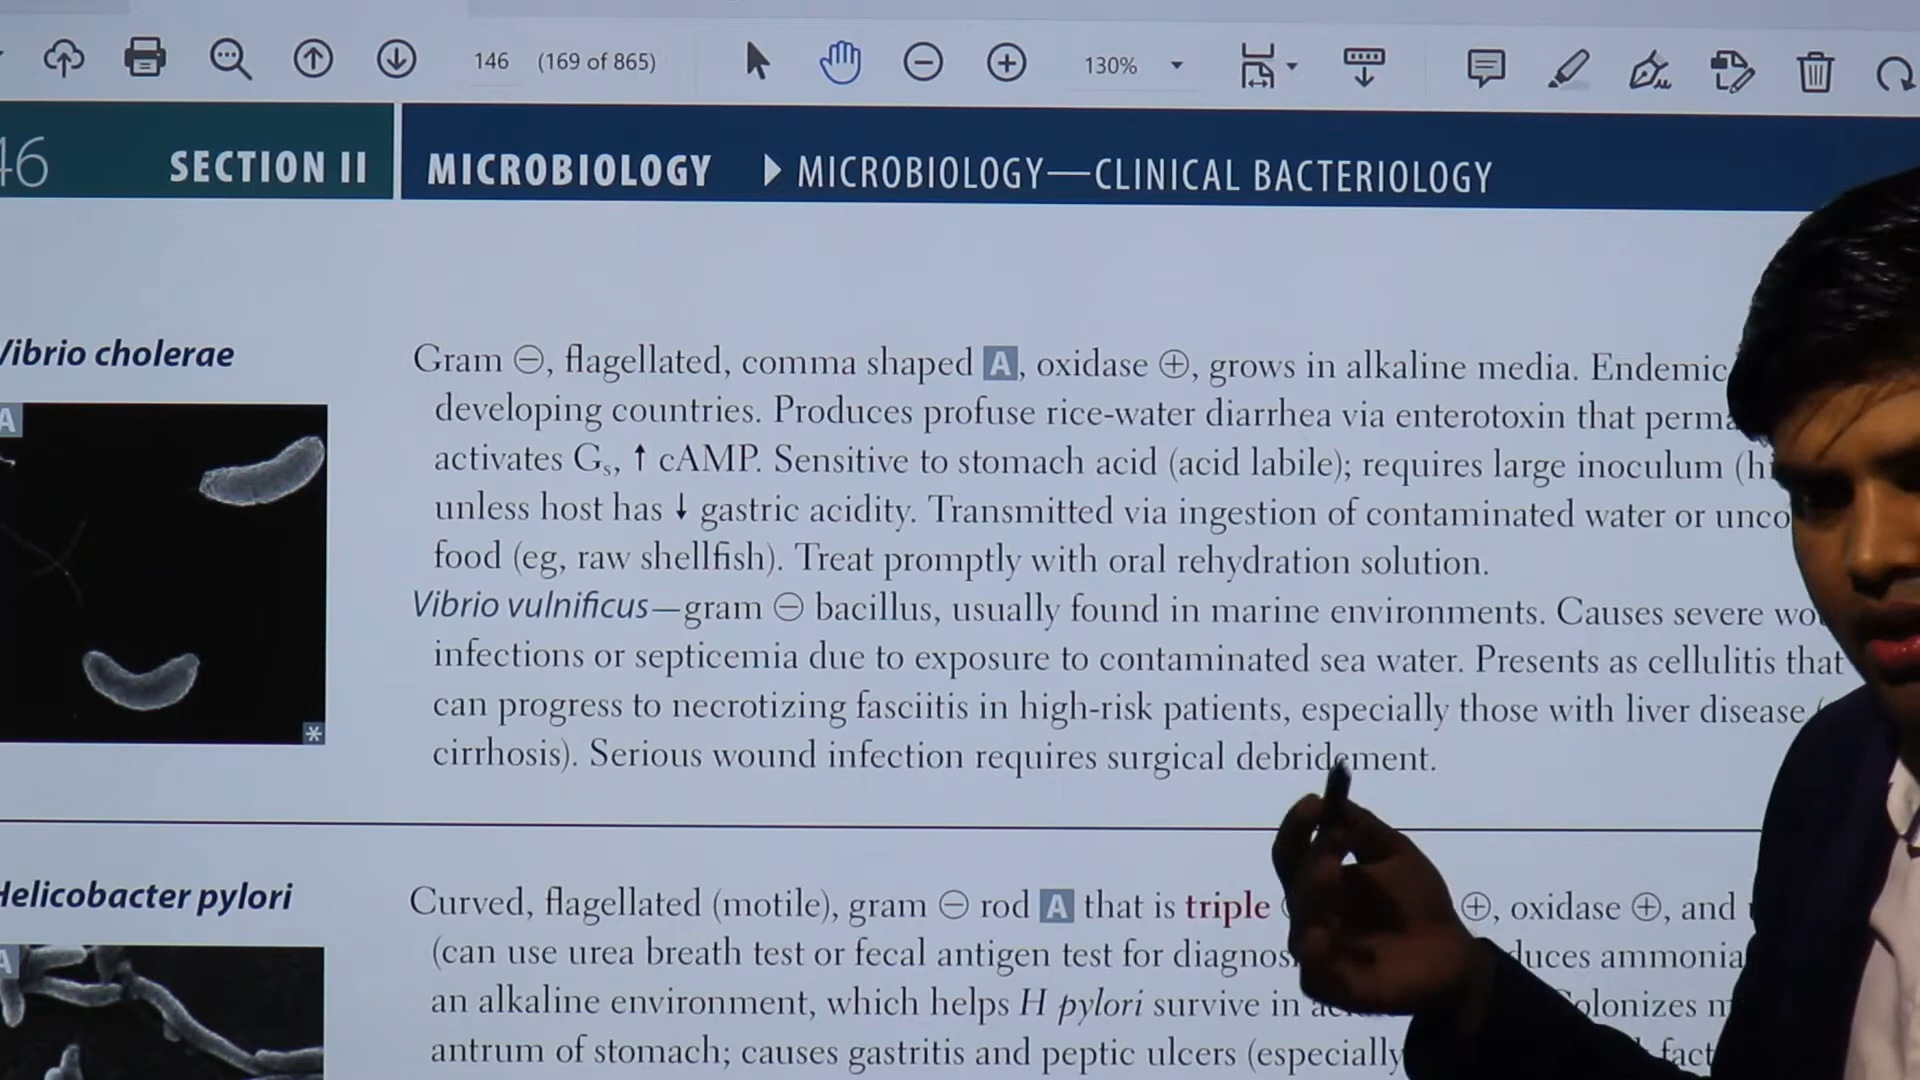 146 (169 of 865) 130%
46 SECTION II MICROBIOLOGY ▶ MICROBIOLOGY—CLINICAL BACTERIOLOGY
Vibrio cholerae
A
Gram ⊖, flagellated, comma shaped A, oxidase ⊕, grows in alkaline media. Endemic
developing countries. Produces profuse rice-water diarrhea via enterotoxin that
activates Gs, ↑ cAMP. Sensitive to stomach acid (acid labile); requires large inoculum
unless host has ↓ gastric acidity. Transmitted via ingestion of contaminated water or
food (eg, raw shellfish). Treat promptly with oral rehydration solution.
Vibrio vulnificus—gram ⊖ bacillus, usually found in marine environments. Causes severe
infections or septicemia due to exposure to contaminated sea water. Presents as cellulitis that
can progress to necrotizing fasciitis in high-risk patients, especially those with liver disease
cirrhosis). Serious wound infection requires surgical debridement.
Helicobacter pylori
A
Curved, flagellated (motile), gram ⊖ rod A that is triple ⊕, oxidase ⊕, and
(can use urea breath test or fecal antigen test for ammonia
an alkaline environment, which helps H pylori survive in
antrum of stomach; causes gastritis and peptic ulcers (especially